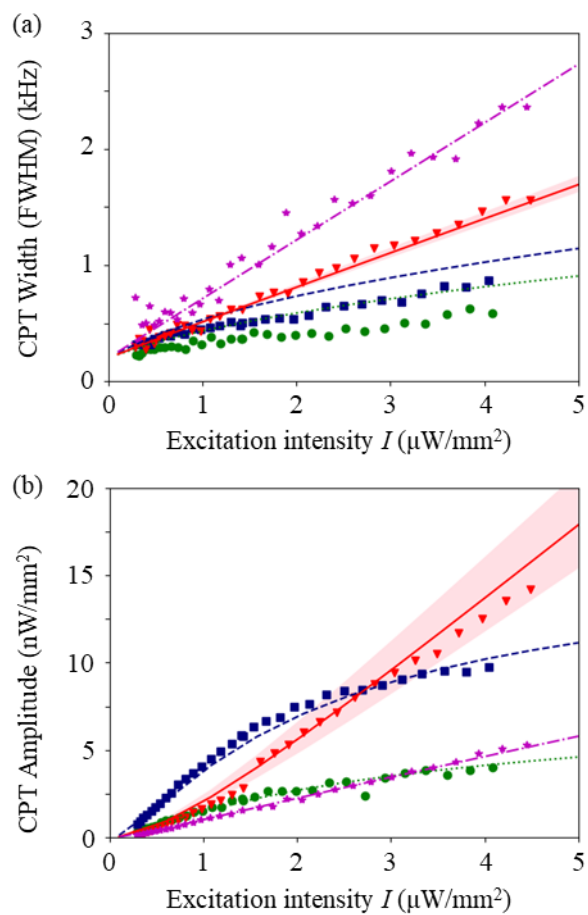 (a)
3
2
1
0
CPT Width (FWHM) (kHz)
0 1 2 3 4 5
Excitation intensity I (μW/mm²)
(b)
20
15
10
5
0
CPT Amplitude (nW/mm²)
0 1 2 3 4 5
Excitation intensity I (μW/mm²)